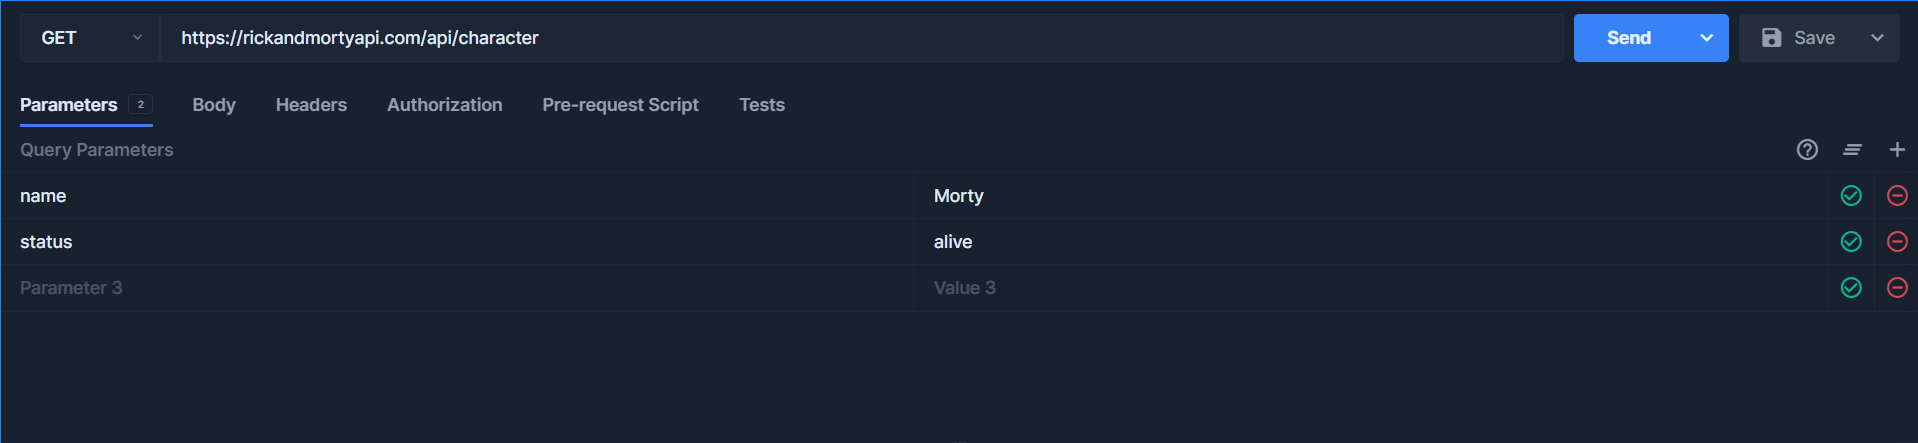 GET https://rickandmortyapi.com/api/character Send Save
Parameters 2 Body Headers Authorization Pre-request Script Tests
Query Parameters
name Morty
status alive
Parameter 3 Value 3